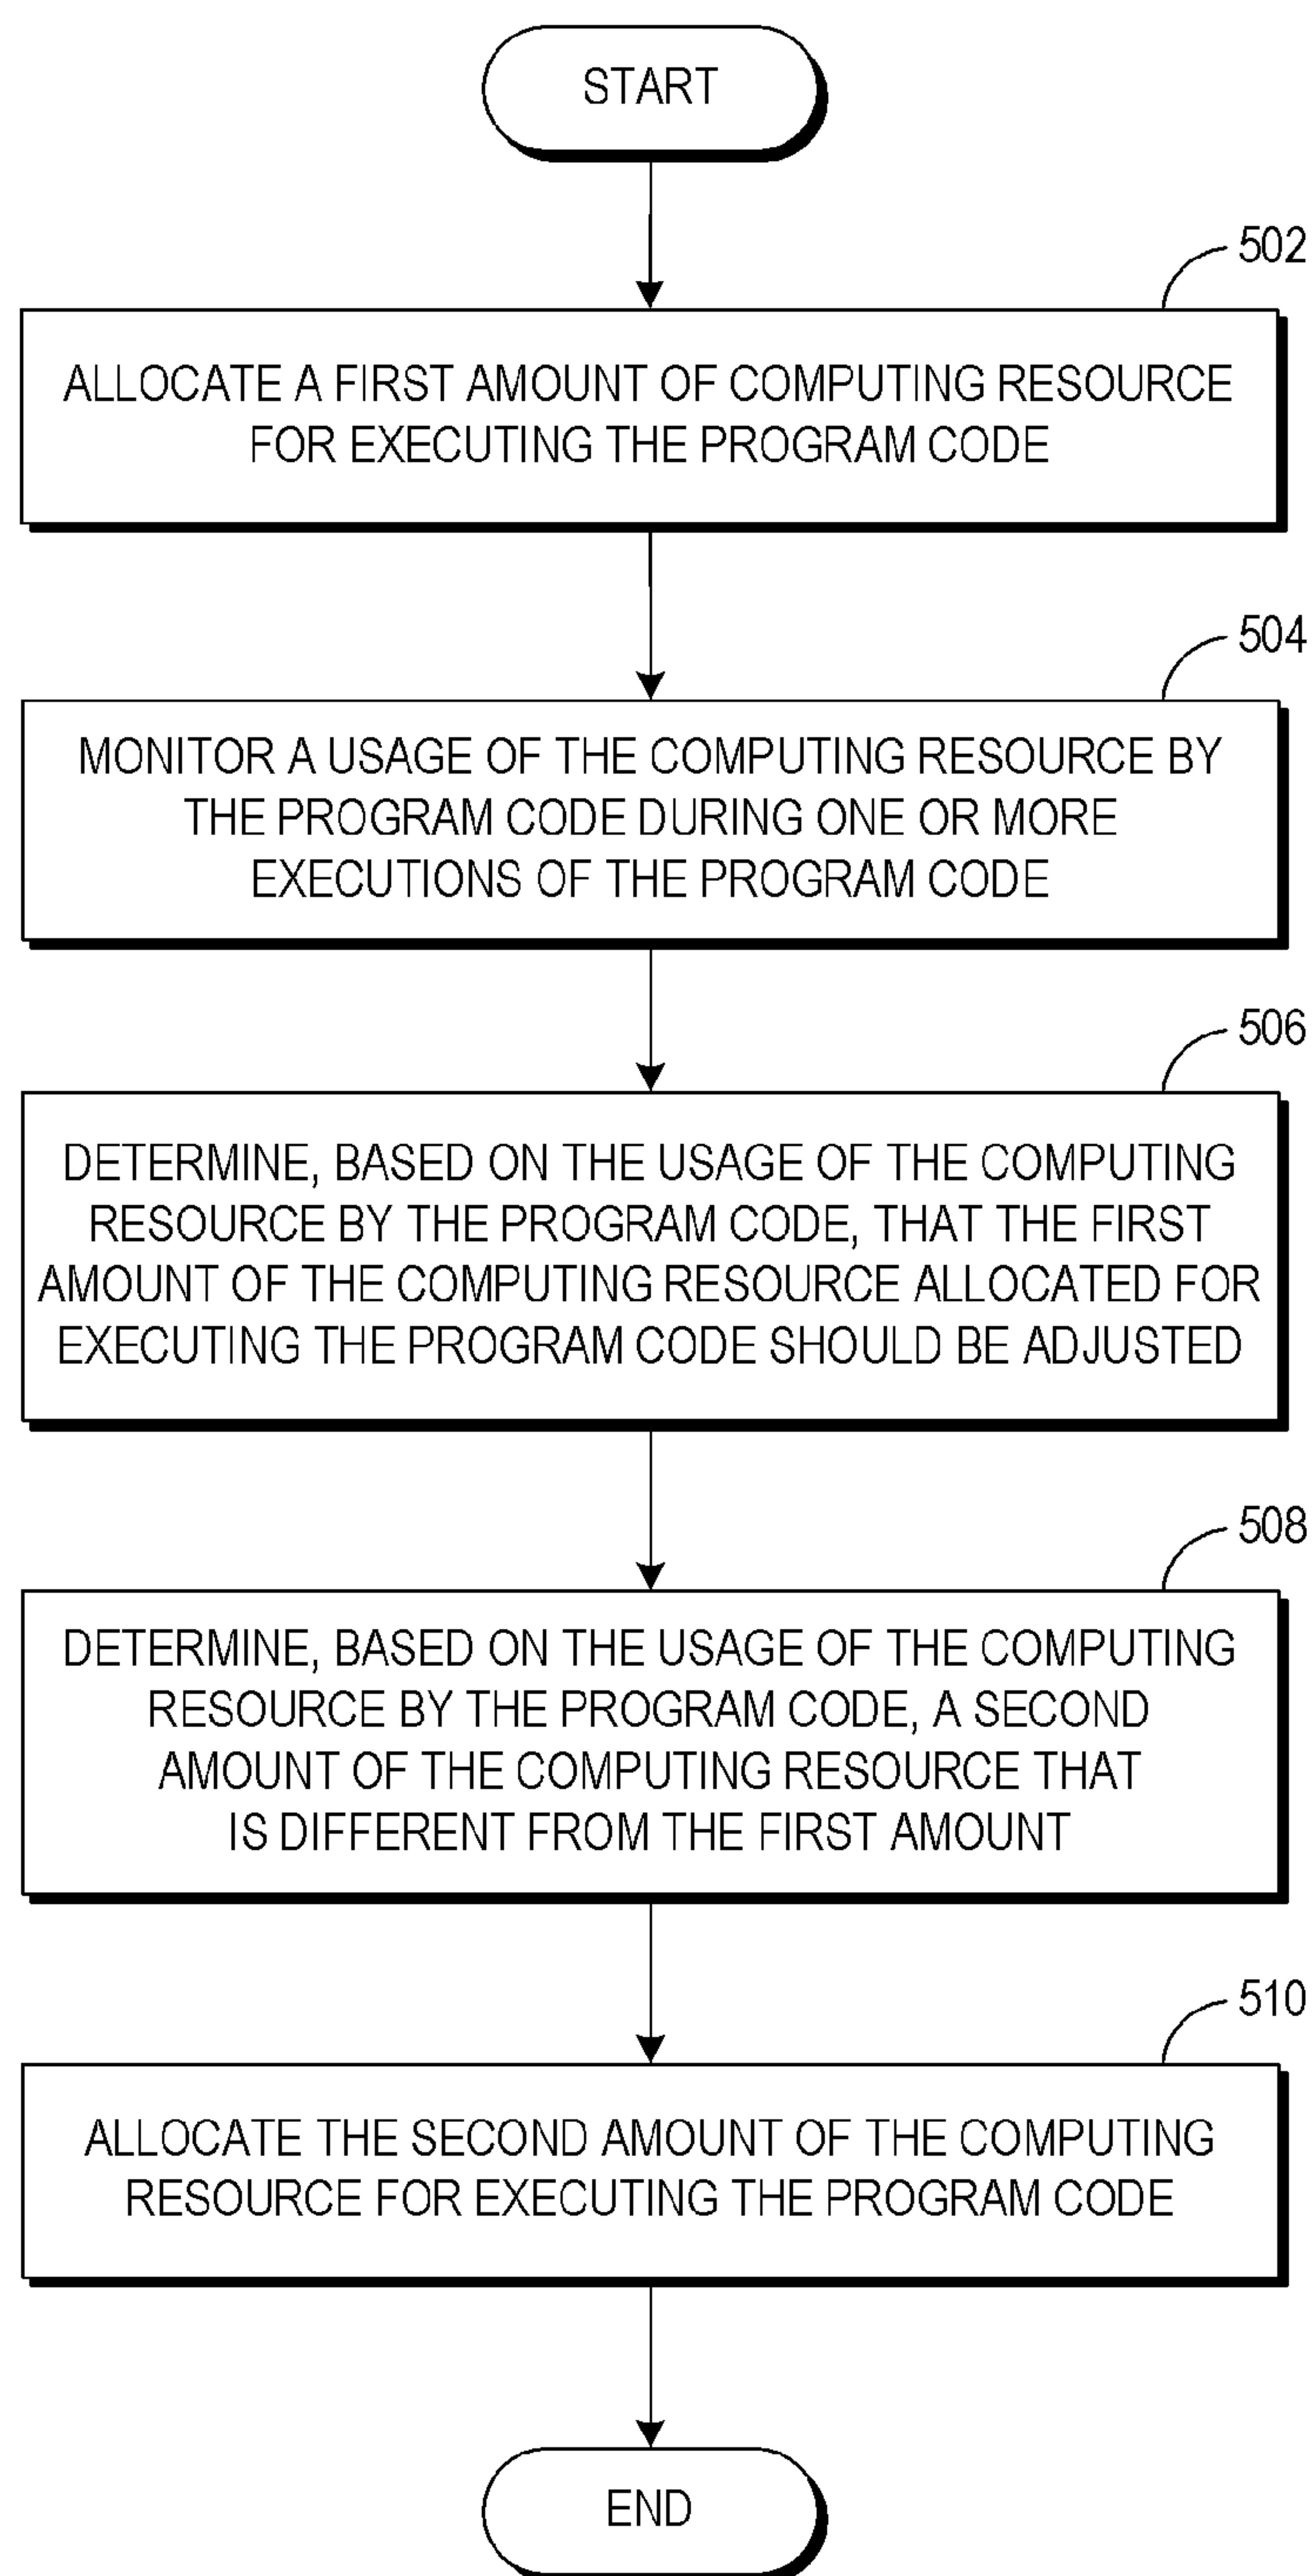 START
502
ALLOCATE A FIRST AMOUNT OF COMPUTING RESOURCE
FOR EXECUTING THE PROGRAM CODE
504
MONITOR A USAGE OF THE COMPUTING RESOURCE BY
THE PROGRAM CODE DURING ONE OR MORE
EXECUTIONS OF THE PROGRAM CODE
506
DETERMINE, BASED ON THE USAGE OF THE COMPUTING
RESOURCE BY THE PROGRAM CODE, THAT THE FIRST
AMOUNT OF THE COMPUTING RESOURCE ALLOCATED FOR
EXECUTING THE PROGRAM CODE SHOULD BE ADJUSTED
508
DETERMINE, BASED ON THE USAGE OF THE COMPUTING
RESOURCE BY THE PROGRAM CODE, A SECOND
AMOUNT OF THE COMPUTING RESOURCE THAT
IS DIFFERENT FROM THE FIRST AMOUNT
510
ALLOCATE THE SECOND AMOUNT OF THE COMPUTING
RESOURCE FOR EXECUTING THE PROGRAM CODE
END